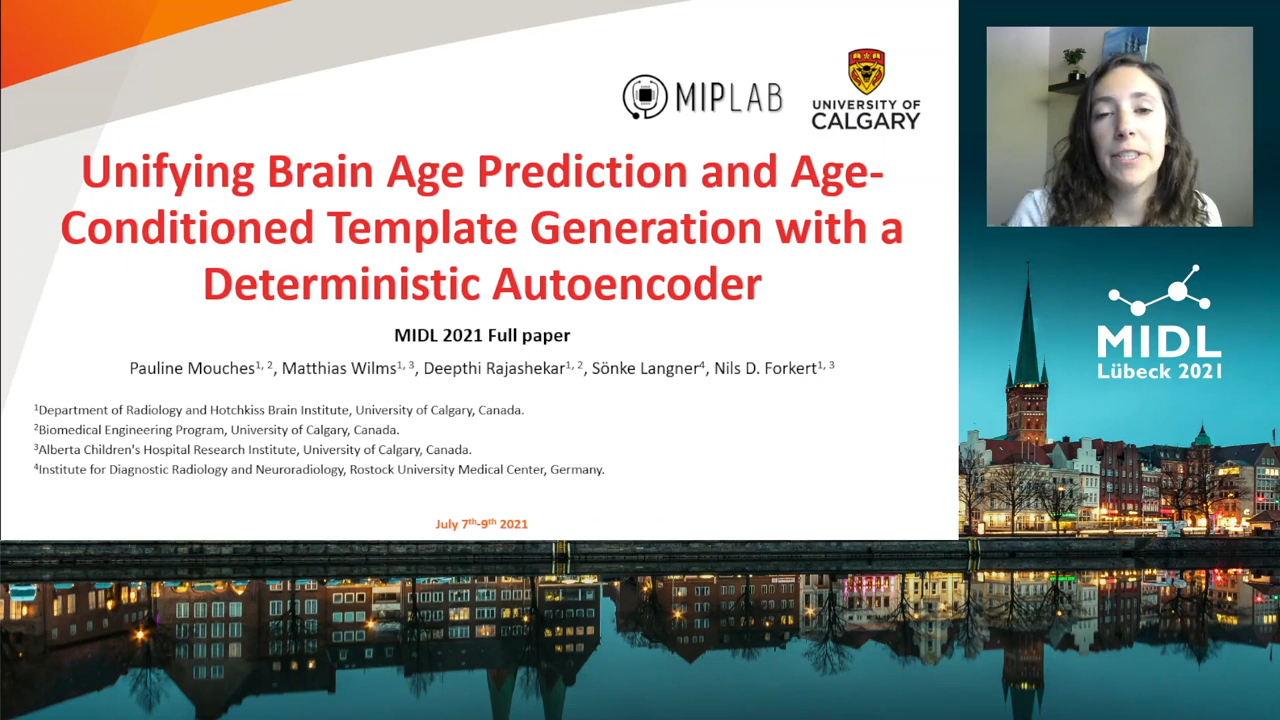 MIPLAB
UNIVERSITY OF
CALGARY
Unifying Brain Age Prediction and Age-
Conditioned Template Generation with a
Deterministic Autoencoder
MIDL 2021 Full paper
Pauline Mouches1, 2, Matthias Wilms1, 3, Deepthi Rajashekar1, 2, Sönke Langner4, Nils D. Forkert1, 3
1Department of Radiology and Hotchkiss Brain Institute, University of Calgary, Canada.
2Biomedical Engineering Program, University of Calgary, Canada.
3Alberta Children's Hospital Research Institute, University of Calgary, Canada.
4Institute for Diagnostic Radiology and Neuroradiology, Rostock University Medical Center, Germany.
July 7th-9th 2021
MIDL
Lübeck 2021